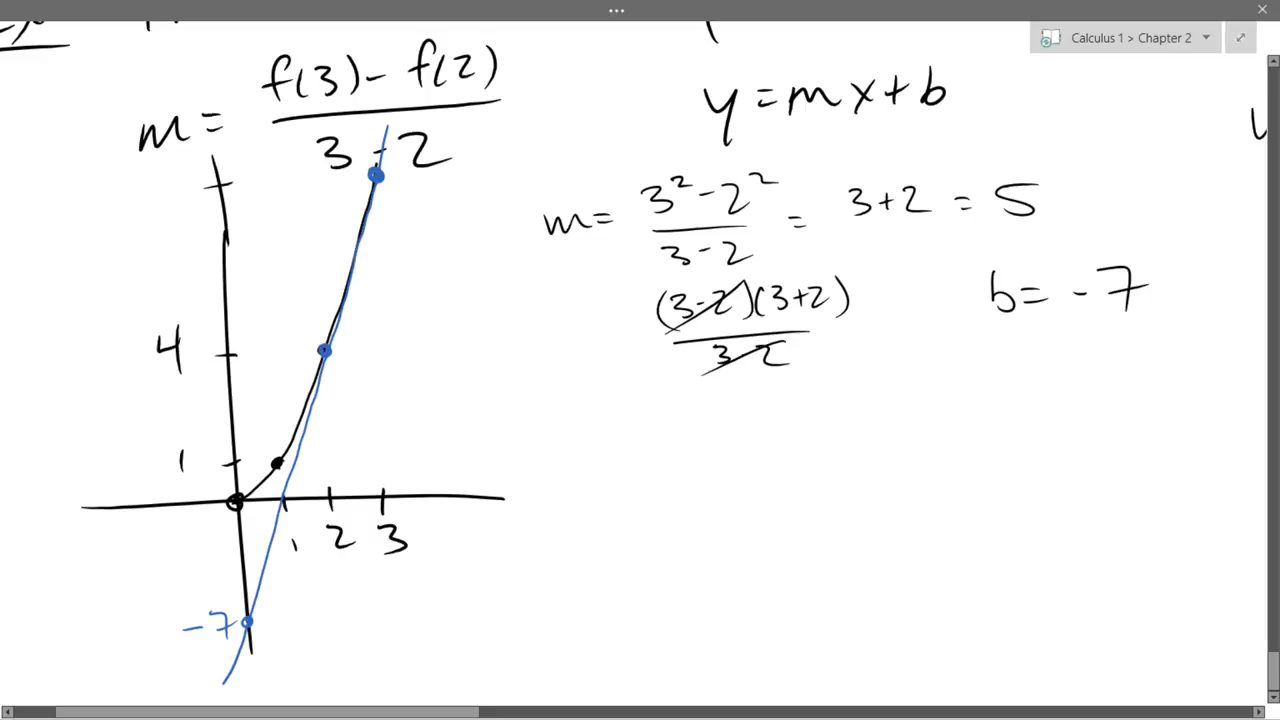 Calculus 1 > Chapter 2
m = f(3) - f(2) / 3 - 2
y = mx + b
m = 3² - 2² / 3 - 2 = 3 + 2 = 5
(3-2)(3+2) / 3-2
b = -7
4
1
1 2 3
-7